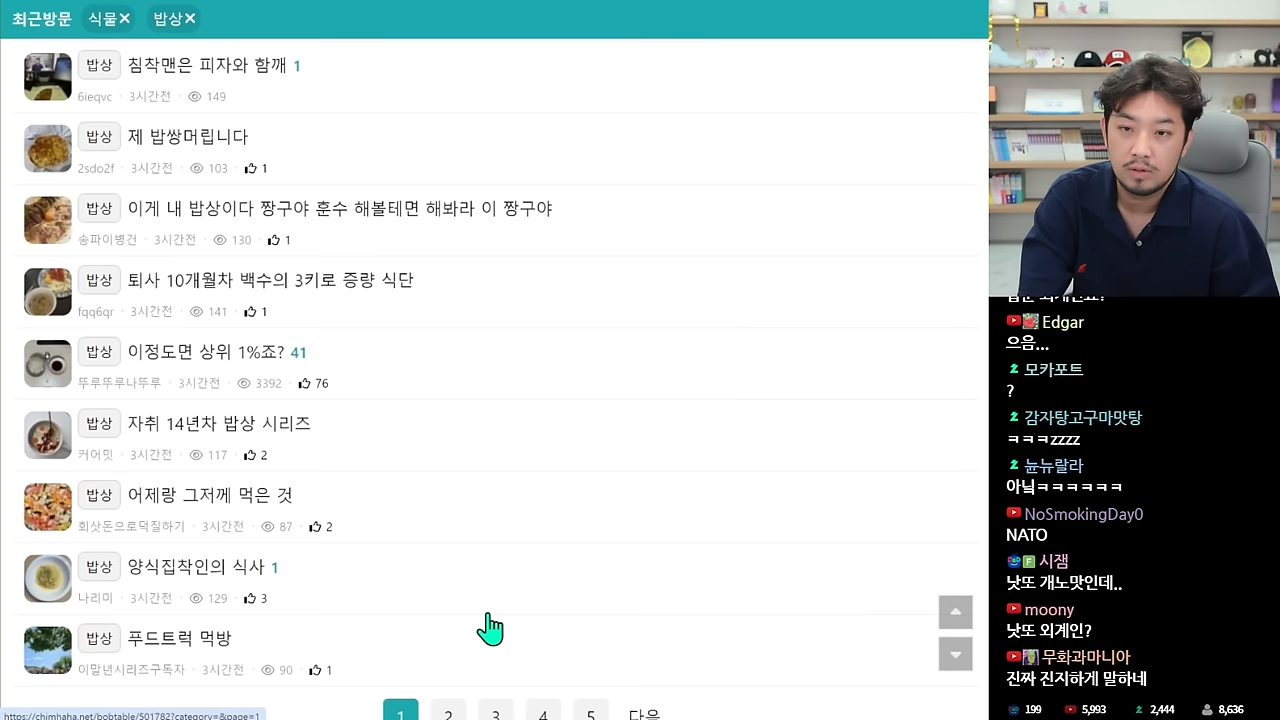 최근방문 식물✕ 밥상✕
밥상 침착맨은 피자와 함깨 1
6ieqvc · 3시간전 · 149
밥상 제 밥쌍머립니다
2sdo2f · 3시간전 · 103 · 1
밥상 이게 내 밥상이다 짱구야 훈수 해볼테면 해봐라 이 짱구야
송파이병건 · 3시간전 · 130 · 1
밥상 퇴사 10개월차 백수의 3키로 증량 식단
fqq6qr · 3시간전 · 141 · 1
밥상 이정도면 상위 1%죠? 41
뚜루뚜루나뚜루 · 3시간전 · 3392 · 76
밥상 자취 14년차 밥상 시리즈
커어밋 · 3시간전 · 117 · 2
밥상 어제랑 그저께 먹은 것
회삿돈으로덕질하기 · 3시간전 · 87 · 2
밥상 양식집착인의 식사 1
나리미 · 3시간전 · 129 · 3
밥상 푸드트럭 먹방
이말년시리즈구독자 · 3시간전 · 90 · 1
1 2 3 4 5 다음
https://chimhaha.net/bobtable/501782?category=&page=1
Edgar
으음...
모카포트
?
감자탕고구마맛탕
ㅋㅋㅋzzzz
뉸뉴랄라
아닠ㅋㅋㅋㅋㅋㅋ
NoSmokingDay0
NATO
시잼
낫또 개노맛인데..
moony
낫또 외계인?
무화과마니아
진짜 진지하게 말하네
199 5,993 2,444 8,636